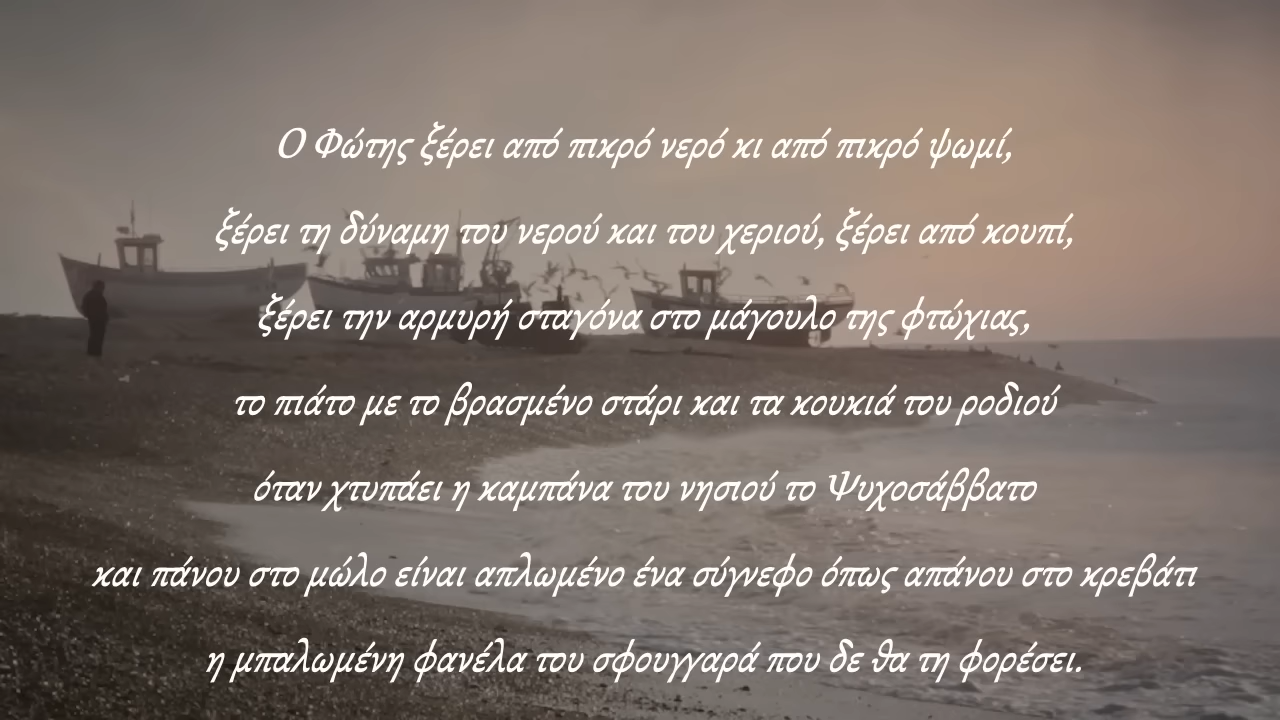 Ο Φώτης ξέρει από πικρό νερό κι από πικρό ψωμί,
ξέρει τη δύναμη του νερού και του χεριού, ξέρει από κουπί,
ξέρει την αρμυρή σταγόνα στο μάγουλο της φτώχιας,
το πιάτο με το βρασμένο στάρι και τα κουκιά του ροδιού
όταν χτυπάει η καμπάνα του νησιού το Ψυχοσάββατο
και πάνου στο μώλο είναι απλωμένο ένα σύγνεφο όπως απάνου στο κρεβάτι
η μπαλωμένη φανέλα του σφουγγαρά που δε θα τη φορέσει.